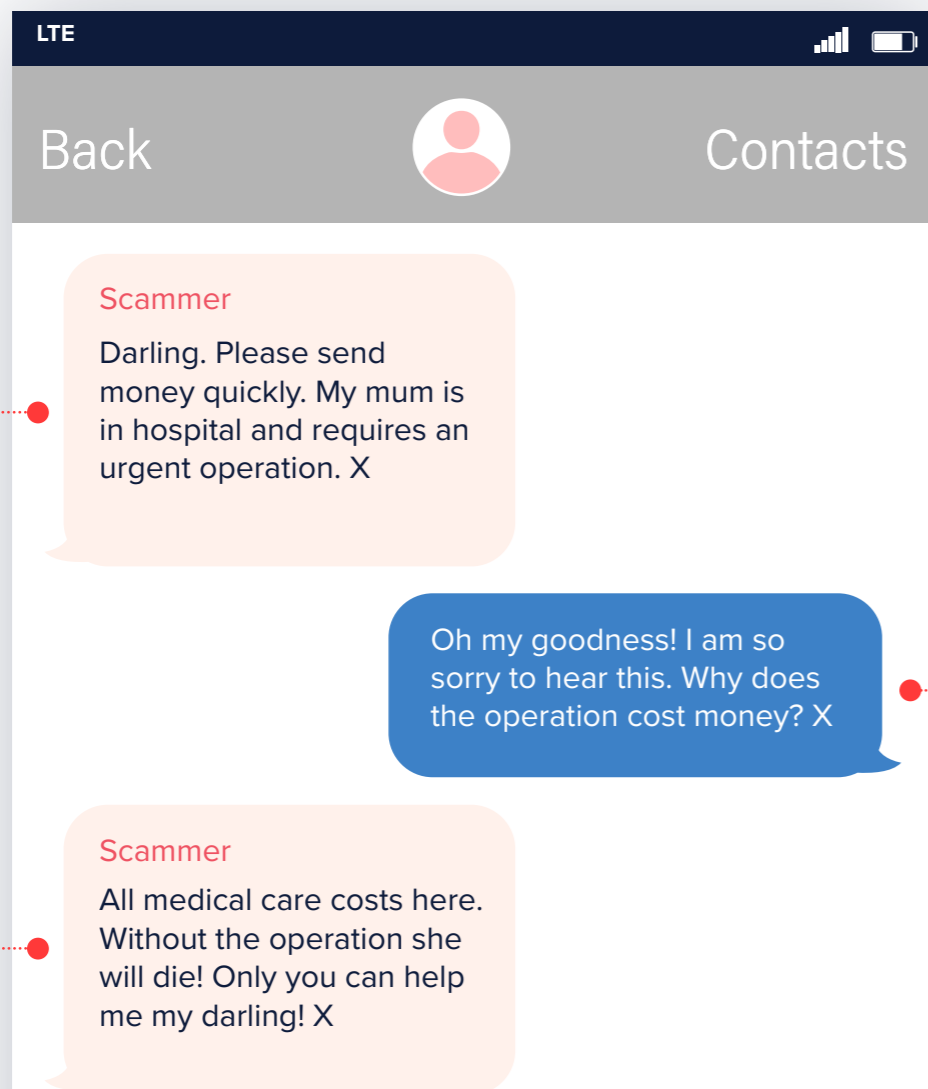 LTE
Back
Contacts
Scammer
Darling. Please send
money quickly. My mum is
in hospital and requires an
urgent operation. X
Oh my goodness! I am so
sorry to hear this. Why does
the operation cost money? X
Scammer
All medical care costs here.
Without the operation she
will die! Only you can help
me my darling! X